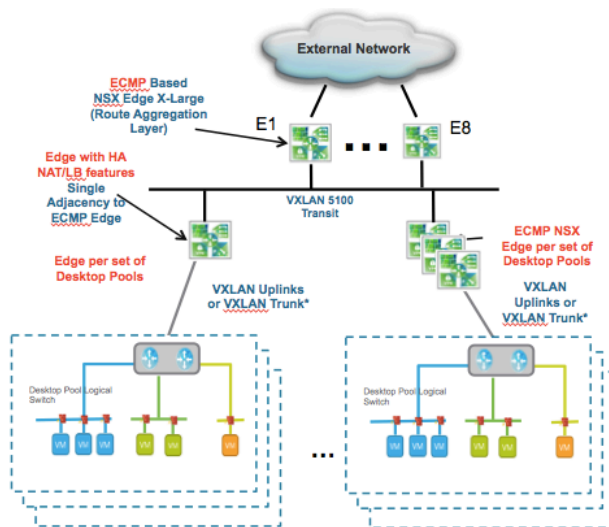 External Network
ECMP Based
NSX Edge X-Large
(Route Aggregation
Layer)
E1
E8
...
Edge with HA
NAT/LB features
Single
Adjacency to
ECMP Edge
VXLAN 5100
Transit
Edge per set of
Desktop Pools
ECMP NSX
Edge per set of
Desktop Pools
VXLAN Uplinks
or VXLAN Trunk*
VXLAN
Uplinks or
VXLAN Trunk*
Desktop Pool Logical
Switch
VM VM VM VM VM VM
...
Desktop Pool Logical
Switch
VM VM VM VM VM VM